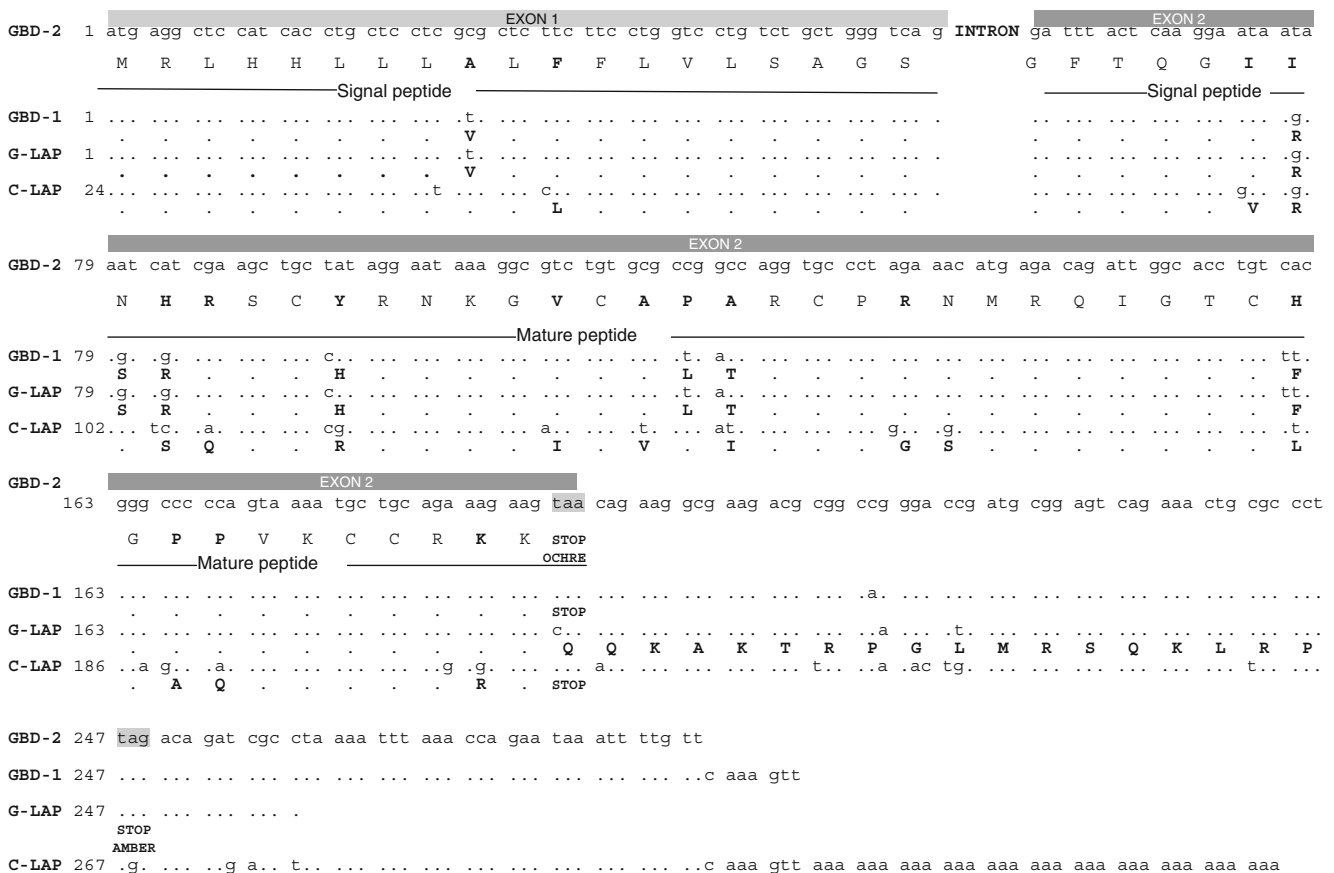 EXON 1 EXON 2
GBD-2 1 atg agg ctc cat cac ctg ctc ctc gcg ctc ttc ttc ctg gtc ctg tct gct ggg tca g INTRON ga ttt act caa gga ata ata
M R L H H L L L A L F F L V L S A G S G F T Q G I I
Signal peptide Signal peptide
GBD-1 1 ... ... ... ... ... ... ... ... .t. ... ... ... ... ... ... ... ... ... ... . .. ... ... ... ... ... .g.
. . . . . . . . V . . . . . . . . . . . . . . . . R
G-LAP 1 ... ... ... ... ... ... ... ... .t. ... ... ... ... ... ... ... ... ... ... . .. ... ... ... ... ... .g.
. . . . . . . . V . . . . . . . . . . . . . . . . R
C-LAP 24 ... ... ... ... ... ... ... ..t ... ... c.. ... ... ... ... ... ... ... ... . .. ... ... ... ... g.. .g.
. . . . . . . . . . L . . . . . . . . . . . . . V R
EXON 2
GBD-2 79 aat cat cga agc tgc tat agg aat aaa ggc gtc tgt gcg ccg gcc agg tgc cct aga aac atg aga cag att ggc acc tgt cac
N H R S C Y R N K G V C A P A R C P R N M R Q I G T C H
Mature peptide
GBD-1 79 .g. .g. ... ... ... c.. ... ... ... ... ... ... ... .t. a.. ... ... ... ... ... ... ... ... ... ... ... ... tt.
S R . . . H . . . . . . . L T . . . . . . . . . . . . F
G-LAP 79 .g. .g. ... ... ... c.. ... ... ... ... ... ... ... .t. a.. ... ... ... ... ... ... ... ... ... ... ... ... tt.
S R . . . H . . . . . . . L T . . . . . . . . . . . . F
C-LAP 102 ... tc. .a. ... ... cg. ... ... ... ... a.. ... .t. ... at. ... ... ... g.. .g. ... ... ... ... ... ... ... .t.
. S Q . . R . . . . I . V . I . . . G S . . . . . . . L
GBD-2 EXON 2
163 ggg ccc cca gta aaa tgc tgc aga aag aag taa cag aag gcg aag acg cgg ccg gga ccg atg cgg agt cag aaa ctg cgc cct
G P P V K C C R K K STOP
OCHRE
Mature peptide
GBD-1 163 ... ... ... ... ... ... ... ... ... ... ... ... ... ... ... ... ... ..a. ... ... ... ... ... ... ... ... ... ...
. . . . . . . . . . STOP
G-LAP 163 ... ... ... ... ... ... ... ... ... ... c.. ... ... ... ... ... ... ..a ... .t. ... ... ... ... ... ... ... ...
. . . . . . . . . . Q Q K A K T R P G L M R S Q K L R P
C-LAP 186 ..a g.. .a. ... ... ... ... ..g .g. ... ... .a.. ... ... ... ... t.. ..a .ac tg. ... ... ... ... ... ... t.. ...
. A Q . . . . . R . STOP
GBD-2 247 tag aca gat cgc cta aaa ttt aaa cca gaa taa att ttg tt
GBD-1 247 ... ... ... ... ... ... ... ... ... ... ... ... ... ..c aaa gtt
G-LAP 247 ... ... ... ... .
STOP
AMBER
C-LAP 267 .g. ... ..g a.. t.. ... ... ... ... ... ... ... ... ..c aaa gtt aaa aaa aaa aaa aaa aaa aaa aaa aaa aaa aaa